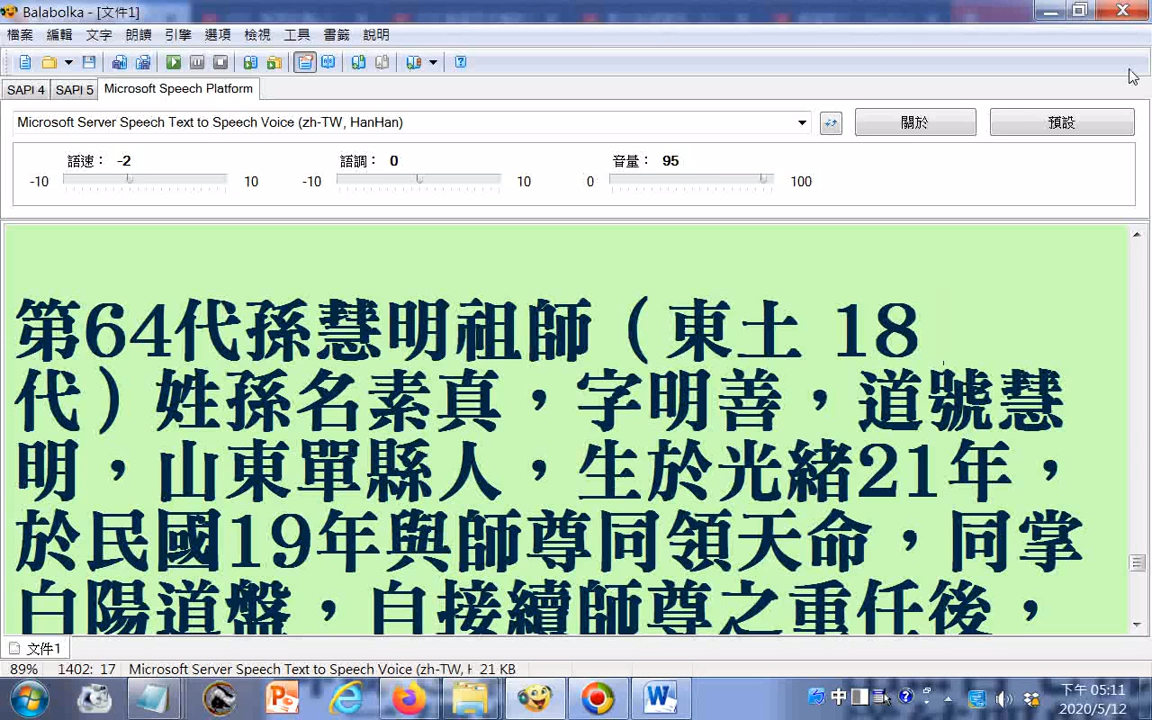 Balabolka - [文件1]
檔案 編輯 文字 朗讀 引擎 選項 檢視 工具 書籤 說明
SAPI 4 SAPI 5 Microsoft Speech Platform
Microsoft Server Speech Text to Speech Voice (zh-TW, HanHan) 關於 預設
語速： -2 語調： 0 音量： 95
-10 10 -10 10 0 100
第64代孫慧明祖師（東土 18
代）姓孫名素真，字明善，道號慧
明，山東單縣人，生於光緒21年，
於民國19年與師尊同領天命，同掌
白陽道盤，自接續師尊之重任後，
文件1
89% 1402: 17 Microsoft Server Speech Text to Speech Voice (zh-TW, H 21 KB
中 下午 05:11
2020/5/12